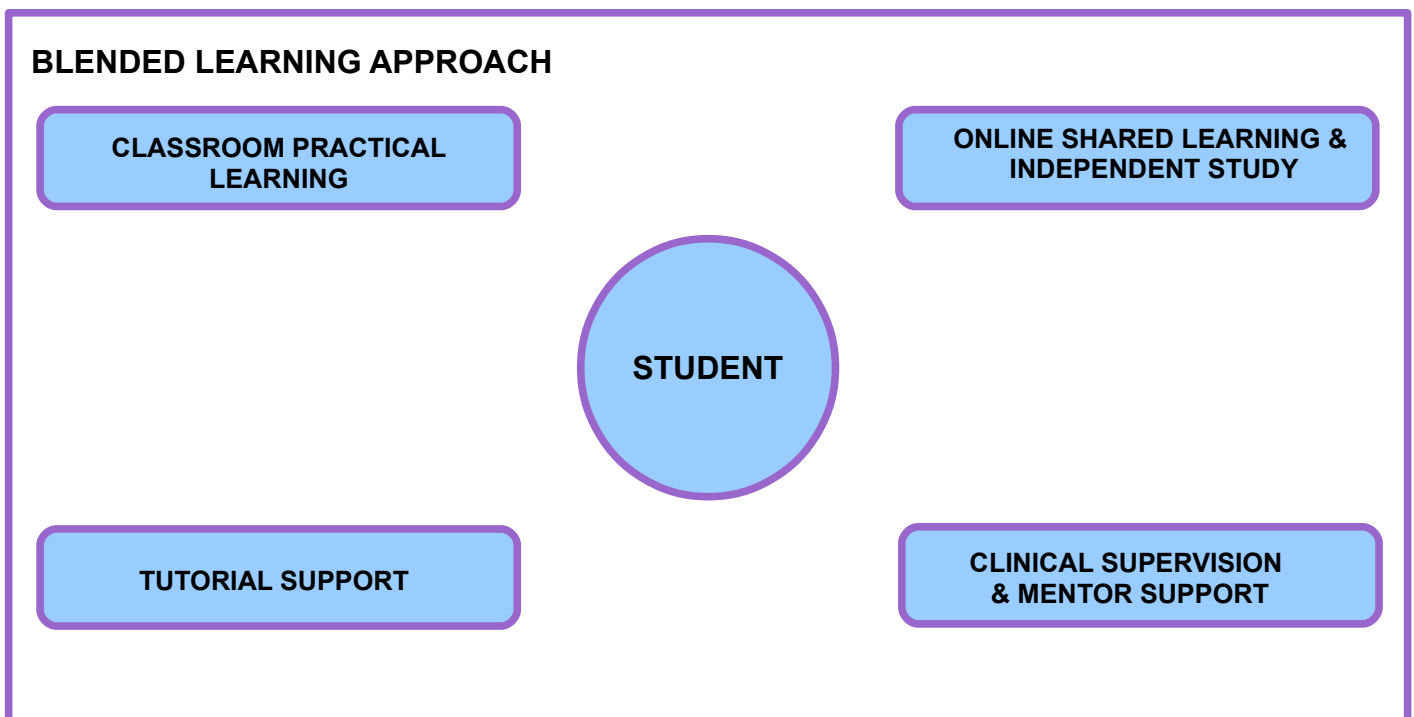 BLENDED LEARNING APPROACH
CLASSROOM PRACTICAL
LEARNING
ONLINE SHARED LEARNING &
INDEPENDENT STUDY
STUDENT
TUTORIAL SUPPORT
CLINICAL SUPERVISION
& MENTOR SUPPORT